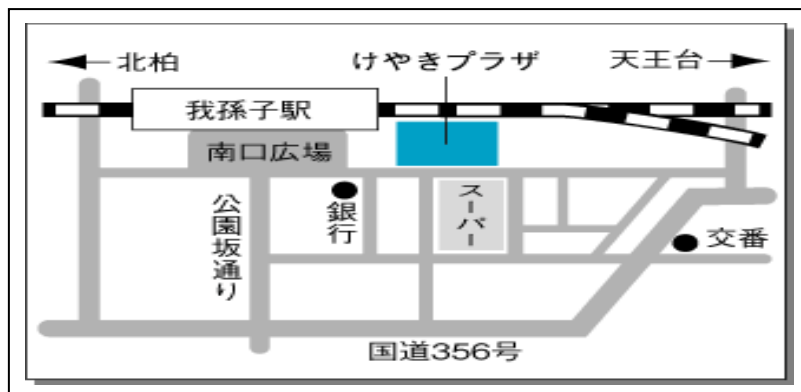 北柏
けやきプラザ
天王台
我孫子駅
南口広場
公園坂通り
銀行
スーパー
交番
国道356号